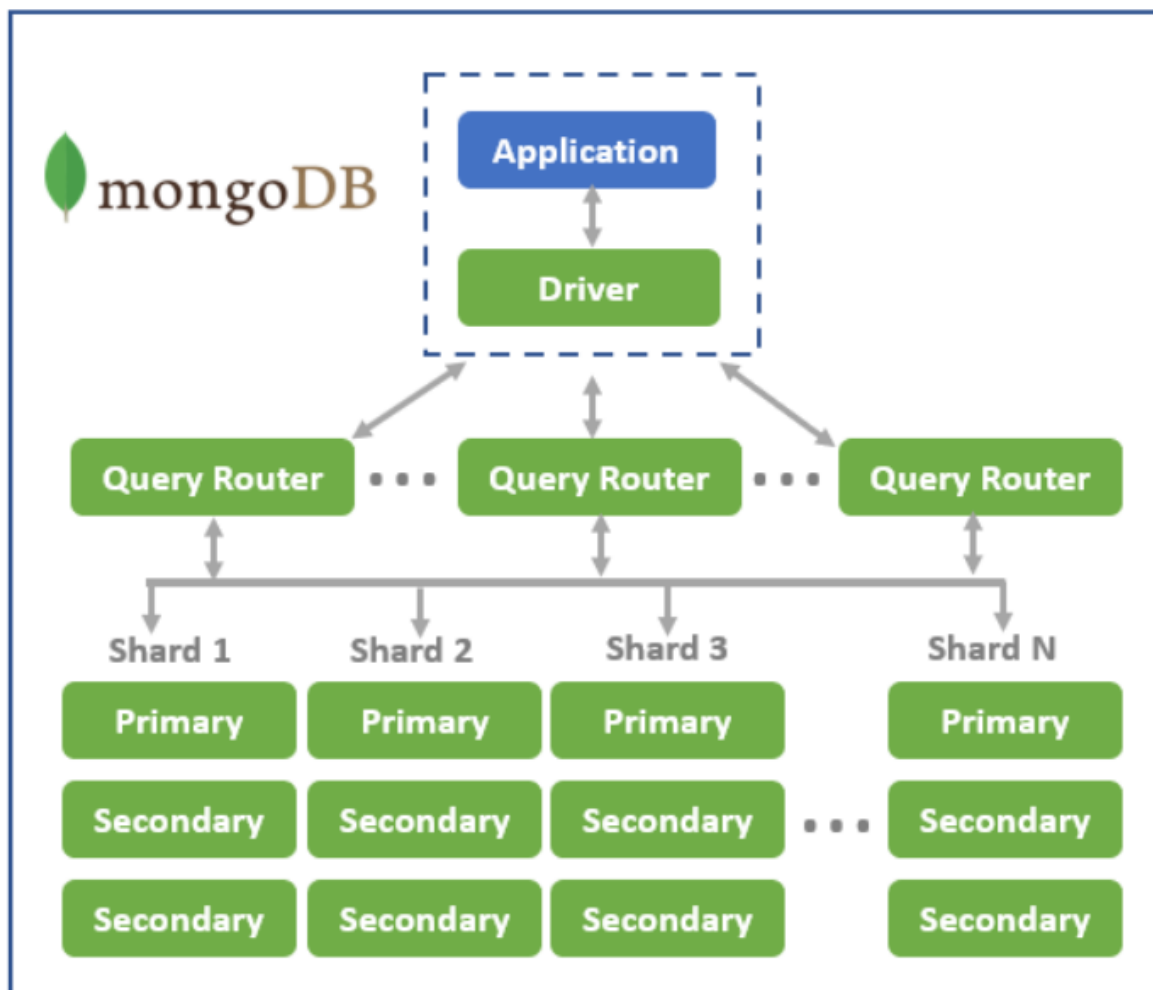 Application
mongoDB
Driver
Query Router ... Query Router ... Query Router
Shard 1 Shard 2 Shard 3 Shard N
Primary Primary Primary Primary
Secondary Secondary Secondary ... Secondary
Secondary Secondary Secondary Secondary